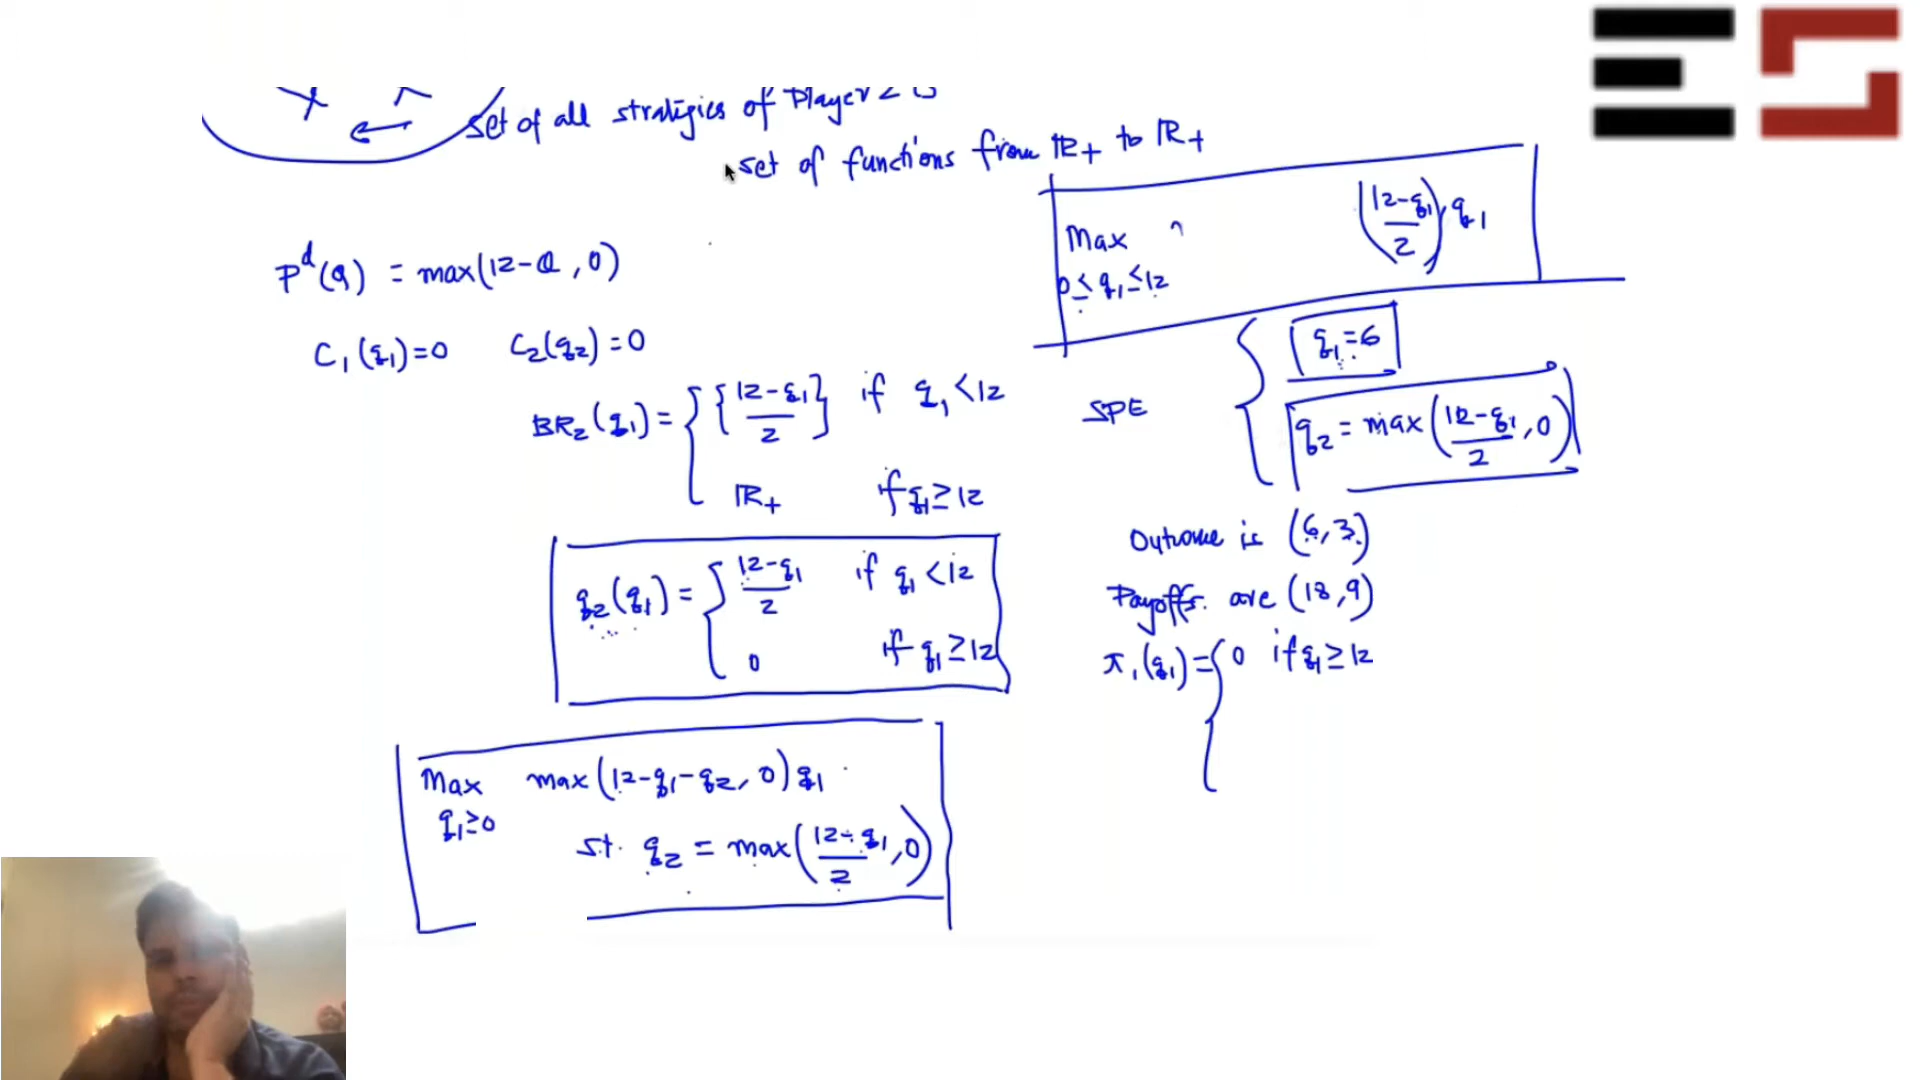 set of all strategies of Player 2 is
set of functions from ℝ+ to ℝ+
P^d(Q) = max(12-Q, 0)
C₁(q₁)=0 C₂(q₂)=0
BR₂(q₁) = { {(12-q₁)/2} if q₁<12
ℝ+ if q₁≥12
q₂(q₁) = { (12-q₁)/2 if q₁<12
0 if q₁≥12
Max max(12-q₁-q₂, 0)q₁
q₁≥0
s.t. q₂ = max((12-q₁)/2, 0)
Max ((12-q₁)/2).q₁
0≤q₁≤12
SPE { q₁=6
q₂ = max((12-q₁)/2, 0)
Outcome is (6,3)
Payoffs are (18,9)
π₁(q₁) = { 0 if q₁≥12
ES